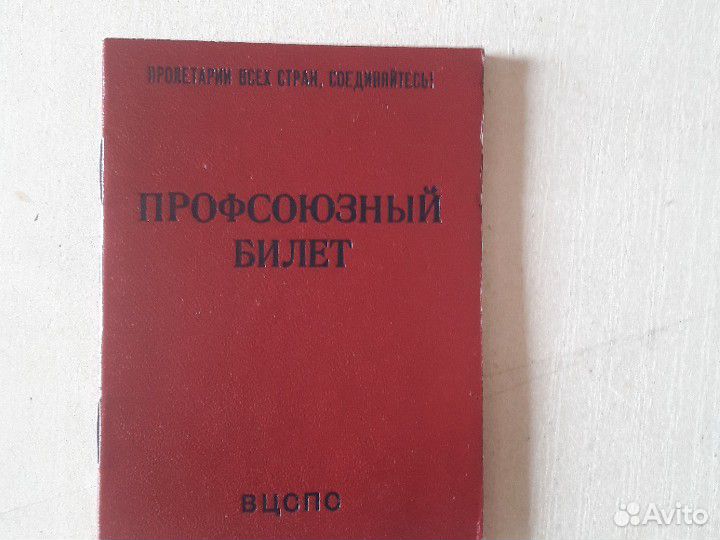 ПРОЛЕТАРИИ ВСЕХ СТРАН, СОЕДИНЯЙТЕСЬ!
ПРОФСОЮЗНЫЙ
БИЛЕТ
ВЦСПС
Avito